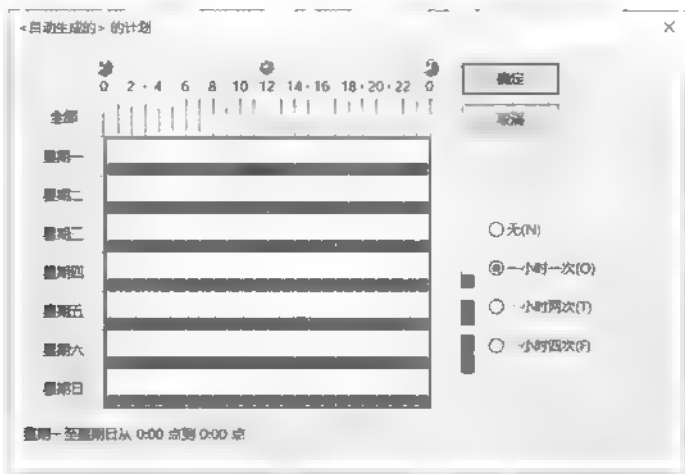 <自动生成的> 的计划
0 2·4 6 8 10 12 14·16 18·20·22 0
确定
全部
取消
星期一
星期二
星期三
无(N)
星期四
一小时一次(O)
星期五
一小时两次(T)
星期六
一小时四次(F)
星期日
星期一至星期日从 0:00 点到 0:00 点